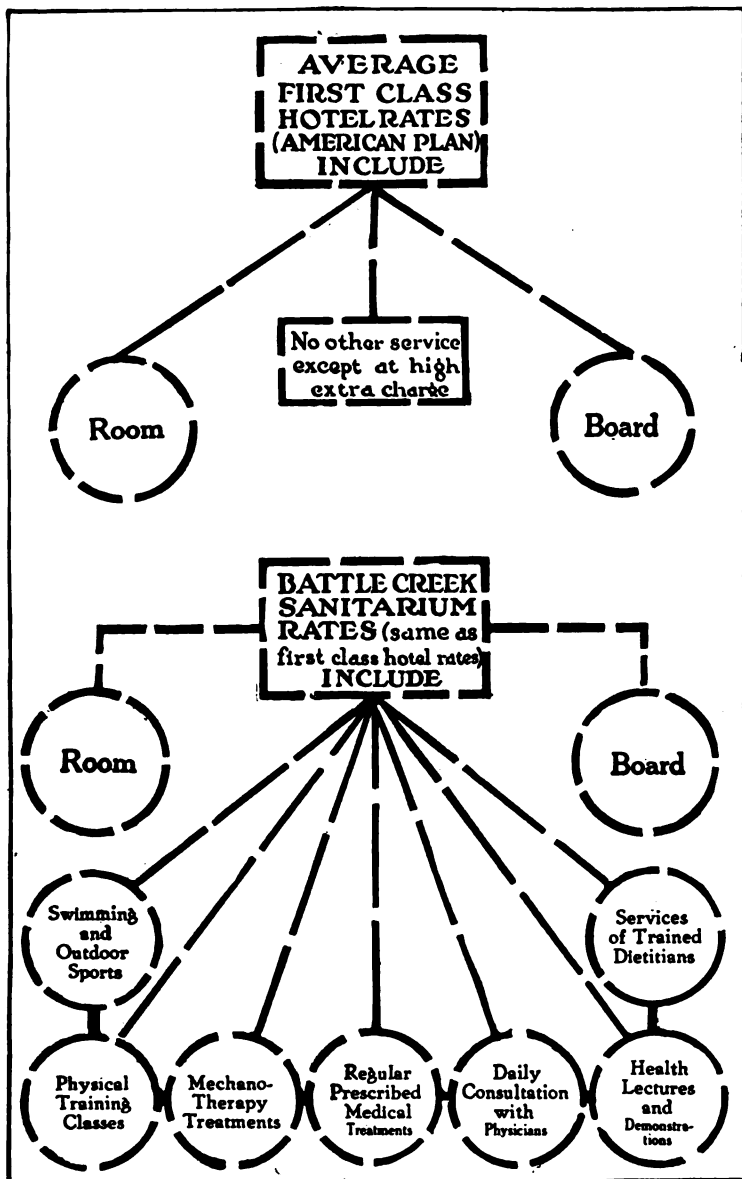 AVERAGE
FIRST CLASS
HOTEL RATES
(AMERICAN PLAN)
INCLUDE
No other service
except at high
extra charge
Room
Board
BATTLE CREEK
SANITARIUM
RATES (same as
first class hotel rates)
INCLUDE
Room
Board
Swimming
and
Outdoor
Sports
Services
of Trained
Dietitians
Physical
Training
Classes
Mechano-
Therapy
Treatments
Regular
Prescribed
Medical
Treatments
Daily
Consultation
with
Physicians
Health
Lectures
and
Demonstra-
tions